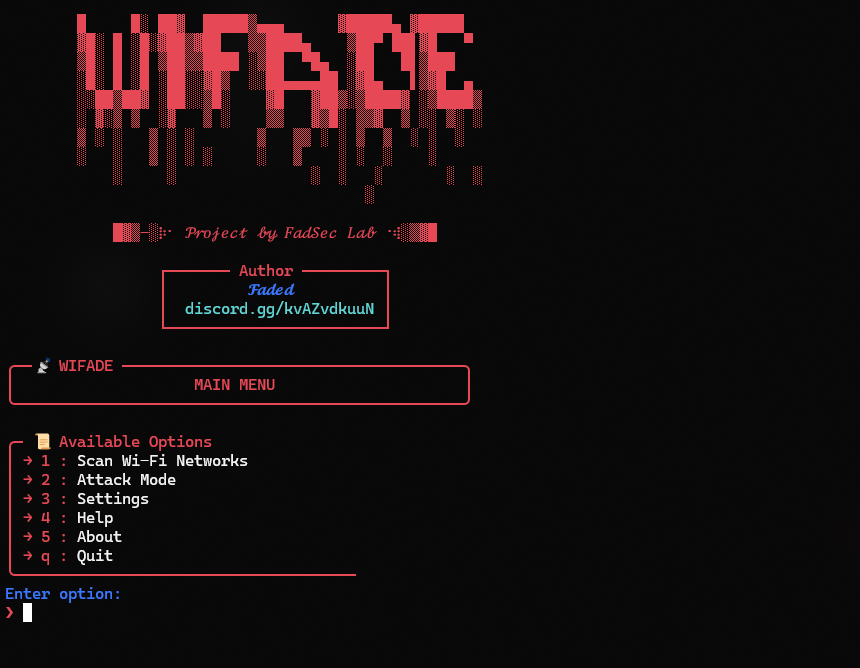 WIFADE
Project by FadSec Lab
Author
Faded
discord.gg/kvAZvdkuuN
WIFADE
MAIN MENU
Available Options
→ 1 : Scan Wi-Fi Networks
→ 2 : Attack Mode
→ 3 : Settings
→ 4 : Help
→ 5 : About
→ q : Quit
Enter option:
❯